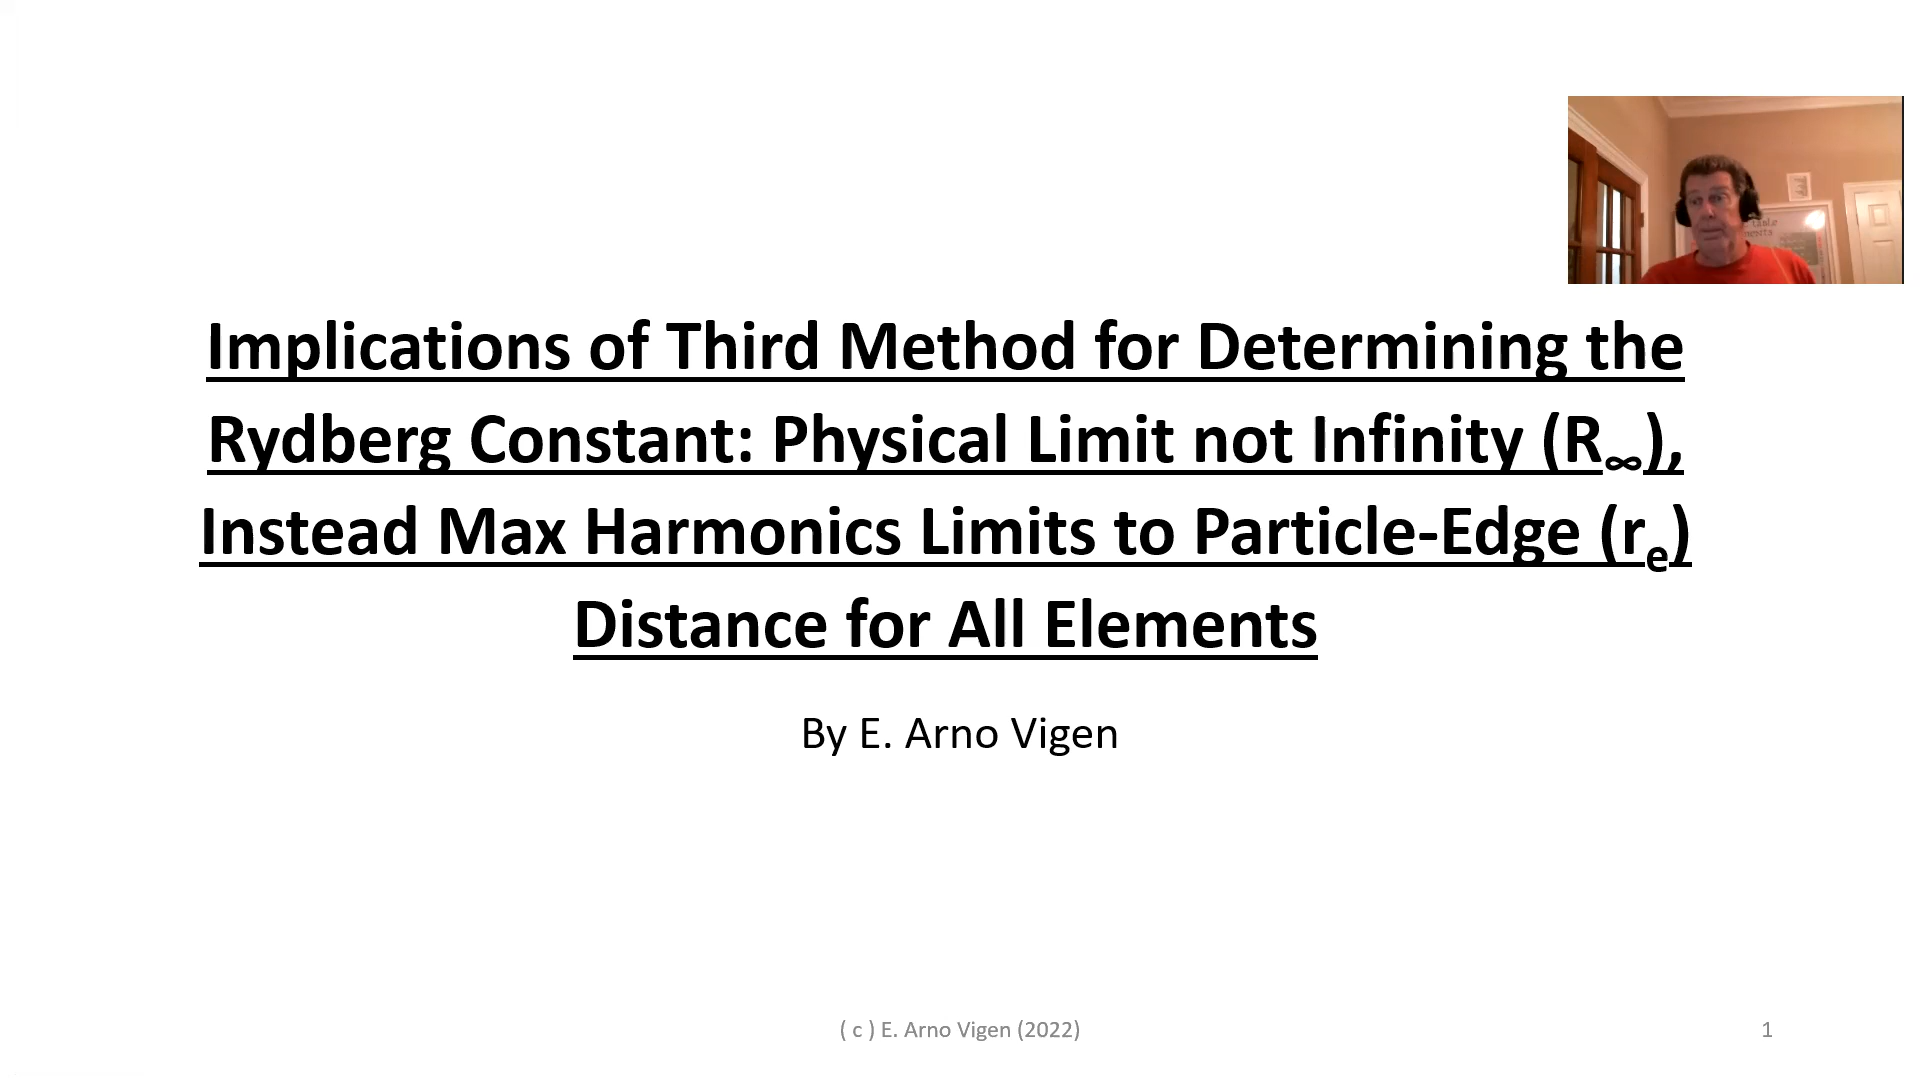 Implications of Third Method for Determining the
Rydberg Constant: Physical Limit not Infinity (R∞),
Instead Max Harmonics Limits to Particle-Edge (re)
Distance for All Elements
By E. Arno Vigen
( c ) E. Arno Vigen (2022)
1